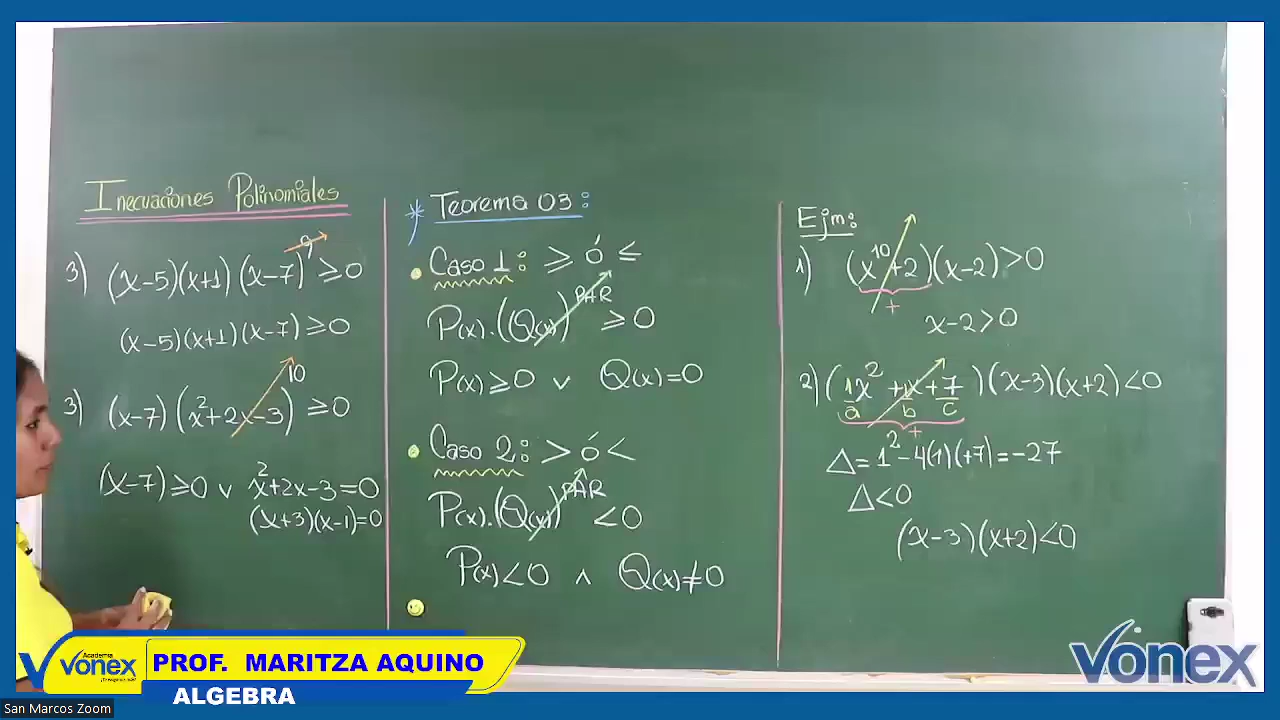 Inecuaciones Polinomiales
3) (x-5)(x+1)(x-7)⁹ ≥ 0
(x-5)(x+1)(x-7) ≥ 0
3) (x-7)(x²+2x-3)¹⁰ ≥ 0
(x-7) ≥ 0 ∨ x²+2x-3=0
(x+3)(x-1)=0
* Teorema 03:
• Caso 1: ≥ ó ≤
P(x).(Q(x))^PAR ≥ 0
P(x) ≥ 0 ∨ Q(x)=0
• Caso 2: > ó <
P(x).(Q(x))^PAR < 0
P(x)<0 ∧ Q(x)≠0
Ejm:
1) (x¹⁰+2)(x-2)>0
+
x-2>0
2) (1x²+1x+7)(x-3)(x+2)<0
a b c
+
Δ=1²-4(1)(+7)=-27
Δ<0
(x-3)(x+2)<0
Academia
Vonex
PROF. MARITZA AQUINO
ALGEBRA
Vonex
San Marcos Zoom